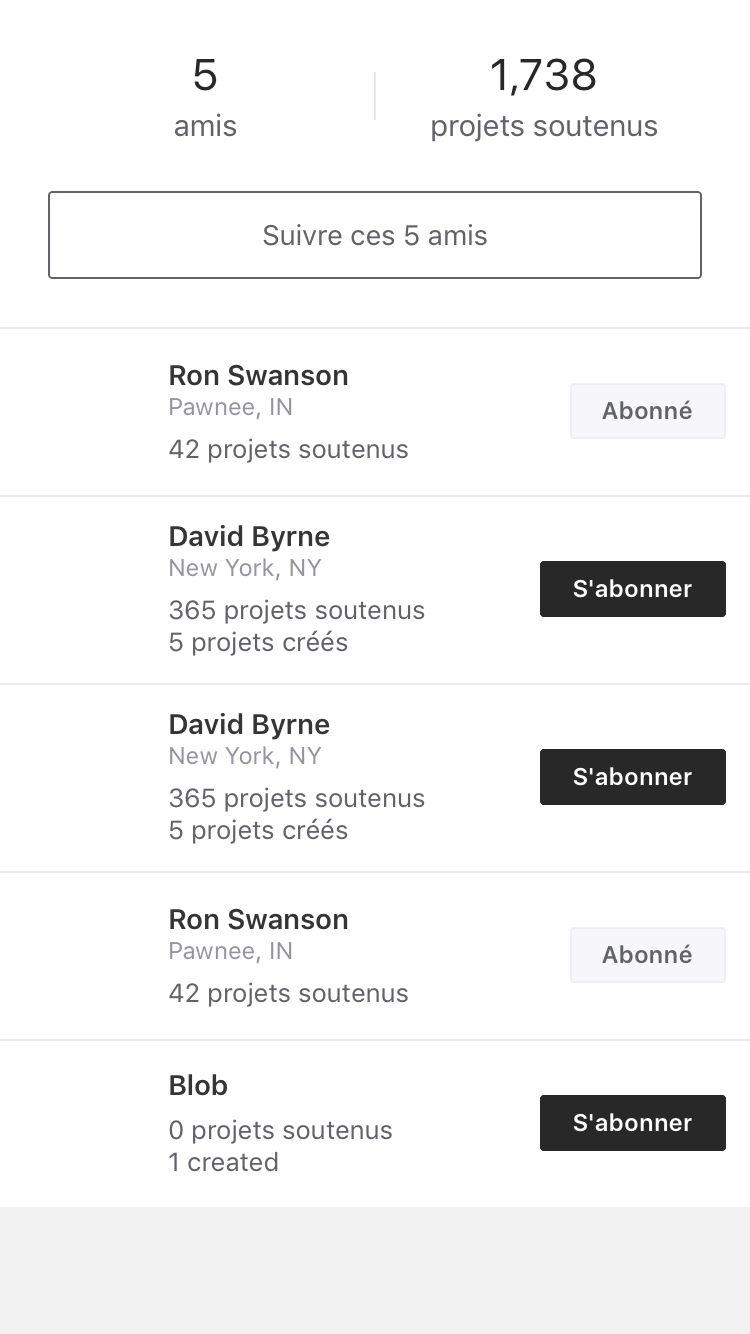 5
amis
1,738
projets soutenus
Suivre ces 5 amis
Ron Swanson
Pawnee, IN
42 projets soutenus
Abonné
David Byrne
New York, NY
365 projets soutenus
5 projets créés
S'abonner
David Byrne
New York, NY
365 projets soutenus
5 projets créés
S'abonner
Ron Swanson
Pawnee, IN
42 projets soutenus
Abonné
Blob
0 projets soutenus
1 created
S'abonner